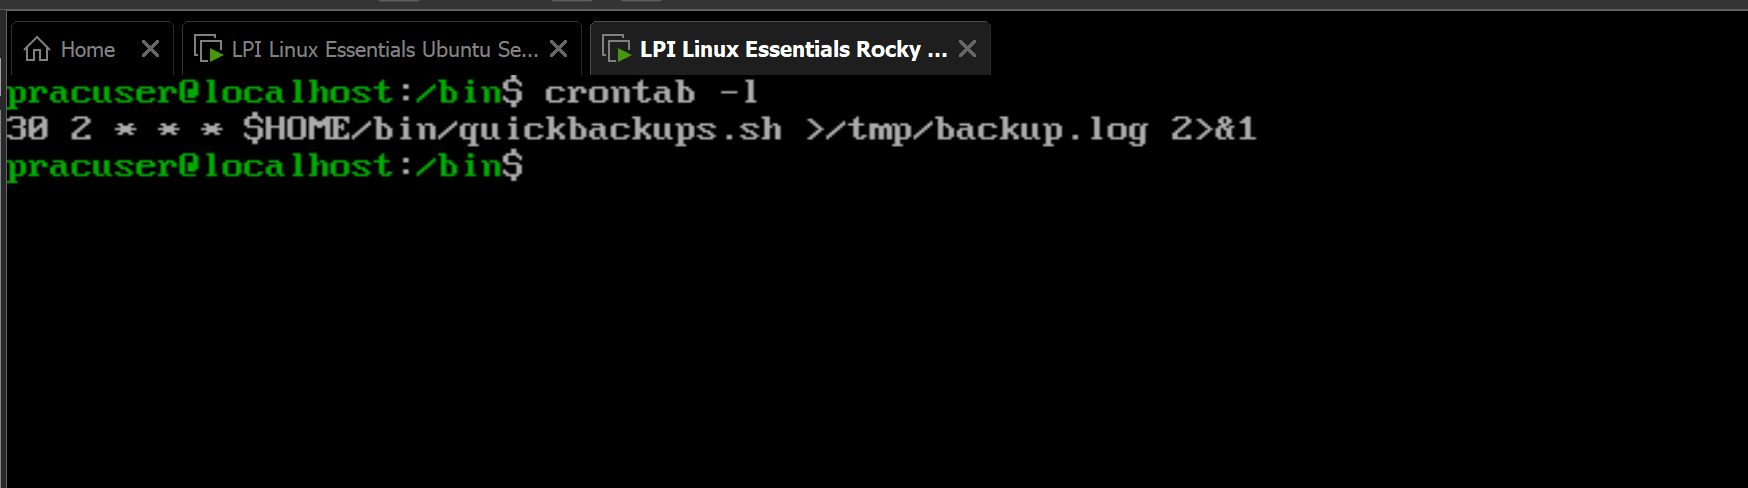 Home
LPI Linux Essentials Ubuntu Se...
LPI Linux Essentials Rocky ...
pracuser@localhost:/bin$ crontab -l
30 2 * * * $HOME/bin/quickbackups.sh >/tmp/backup.log 2>&1
pracuser@localhost:/bin$